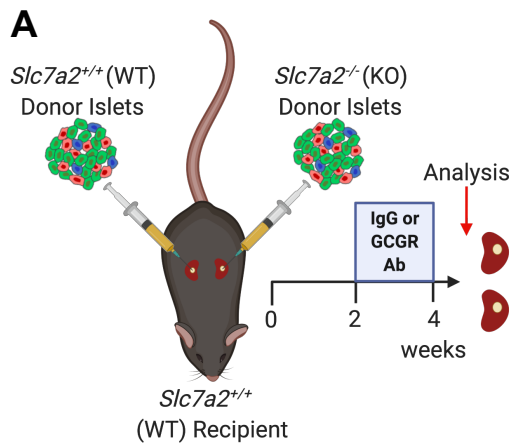 A
Slc7a2+/+ (WT)
Donor Islets
Slc7a2-/- (KO)
Donor Islets
Analysis
IgG or
GCGR
Ab
0
2
4
weeks
Slc7a2+/+
(WT) Recipient